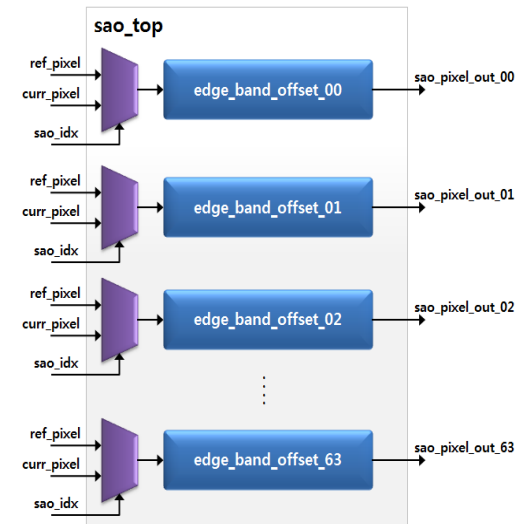 sao_top
ref_pixel
curr_pixel
sao_idx
edge_band_offset_00
sao_pixel_out_00
ref_pixel
curr_pixel
sao_idx
edge_band_offset_01
sao_pixel_out_01
ref_pixel
curr_pixel
sao_idx
edge_band_offset_02
sao_pixel_out_02
ref_pixel
curr_pixel
sao_idx
edge_band_offset_63
sao_pixel_out_63